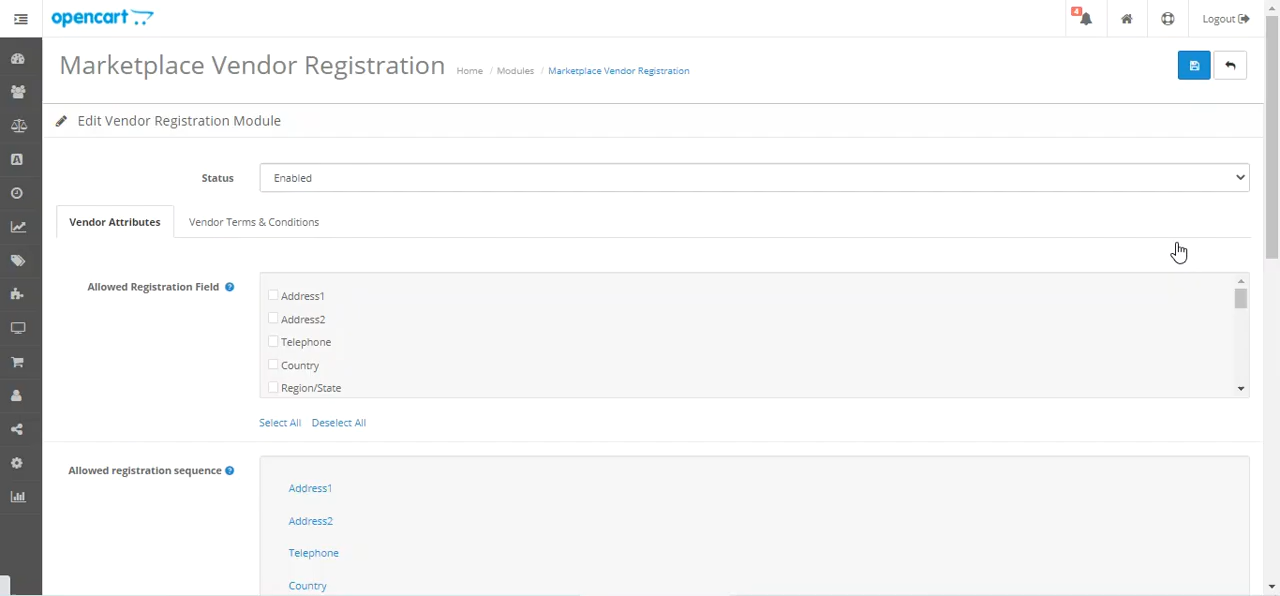 opencart
4
Logout
Marketplace Vendor Registration
Home / Modules / Marketplace Vendor Registration
Edit Vendor Registration Module
Status
Enabled
Vendor Attributes
Vendor Terms & Conditions
Allowed Registration Field
Address1
Address2
Telephone
Country
Region/State
Select All
Deselect All
Allowed registration sequence
Address1
Address2
Telephone
Country